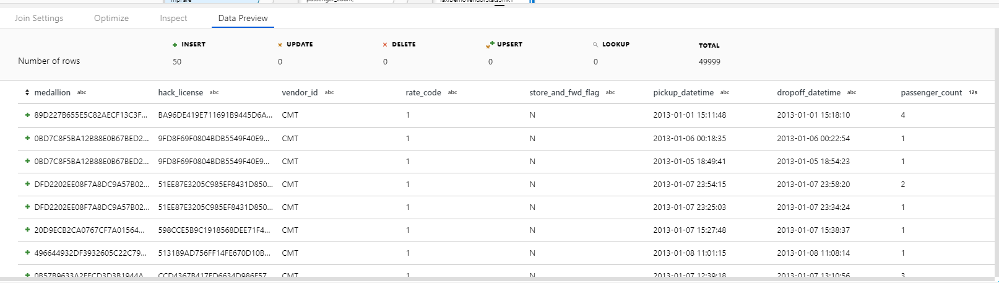 passenger_count,
Join Settings Optimize Inspect Data Preview
INSERT UPDATE DELETE UPSERT LOOKUP TOTAL
Number of rows 50 0 0 0 0 49999
medallion abc hack_license abc vendor_id abc rate_code abc store_and_fwd_flag abc pickup_datetime abc dropoff_datetime abc passenger_count 12s
89D227B655E5C82AECF13C3F... BA96DE419E711691B9445D6A... CMT 1 N 2013-01-01 15:11:48 2013-01-01 15:18:10 4
0BD7C8F5BA12B88E0B67BED2... 9FD8F69F0804BDB5549F40E9... CMT 1 N 2013-01-06 00:18:35 2013-01-06 00:22:54 1
0BD7C8F5BA12B88E0B67BED2... 9FD8F69F0804BDB5549F40E9... CMT 1 N 2013-01-05 18:49:41 2013-01-05 18:54:23 1
DFD2202EE08F7A8DC9A57B02... 51EE87E3205C985EF8431D850... CMT 1 N 2013-01-07 23:54:15 2013-01-07 23:58:20 2
DFD2202EE08F7A8DC9A57B02... 51EE87E3205C985EF8431D850... CMT 1 N 2013-01-07 23:25:03 2013-01-07 23:34:24 1
20D9ECB2CA0767CF7A01564... 598CCE5B9C1918568DEE71F4... CMT 1 N 2013-01-07 15:27:48 2013-01-07 15:38:37 1
496644932DF3932605C22C79... 513189AD756FF14FE670D10B... CMT 1 N 2013-01-08 11:01:15 2013-01-08 11:08:14 1
0B57B9633A2FECD3D3B1944A... CCD4367B417ED6634D986F57... CMT 1 N 2013-01-07 12:39:18 2013-01-07 13:10:56 3